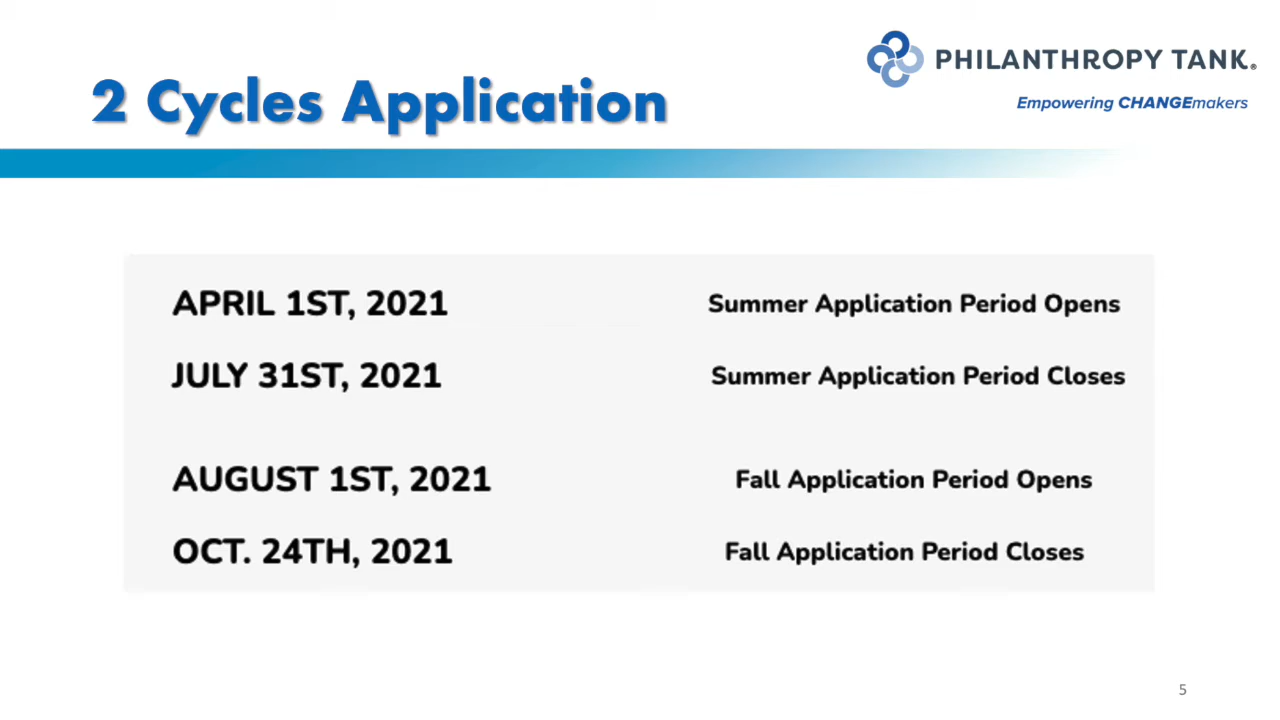 2 Cycles Application
PHILANTHROPY TANK®
Empowering CHANGEmakers
APRIL 1ST, 2021 Summer Application Period Opens
JULY 31ST, 2021 Summer Application Period Closes
AUGUST 1ST, 2021 Fall Application Period Opens
OCT. 24TH, 2021 Fall Application Period Closes
5